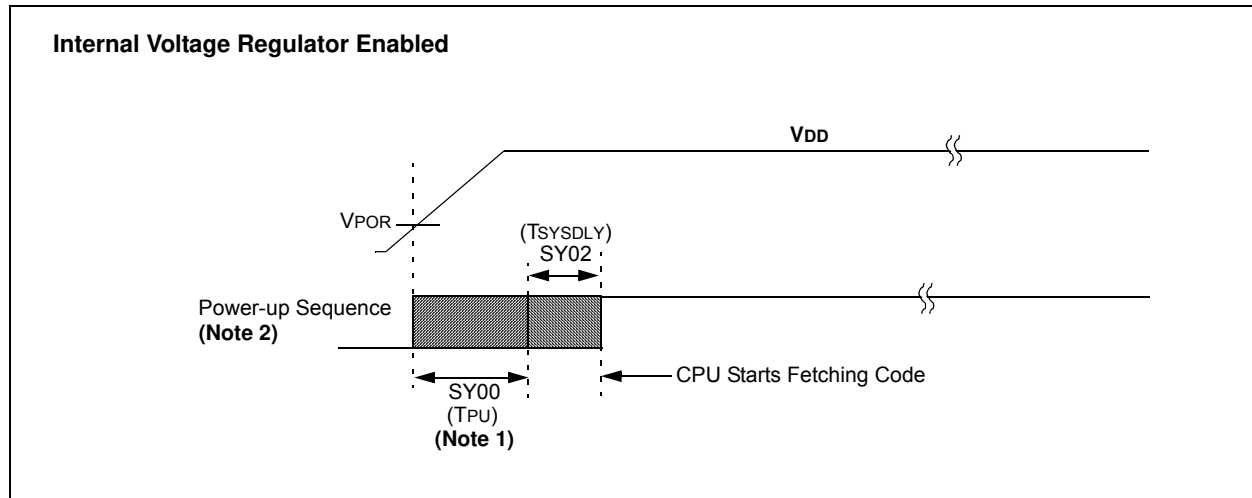 Internal Voltage Regulator Enabled
VDD
VPOR
(TSYSDLY)
SY02
Power-up Sequence
(Note 2)
CPU Starts Fetching Code
SY00
(TPU)
(Note 1)